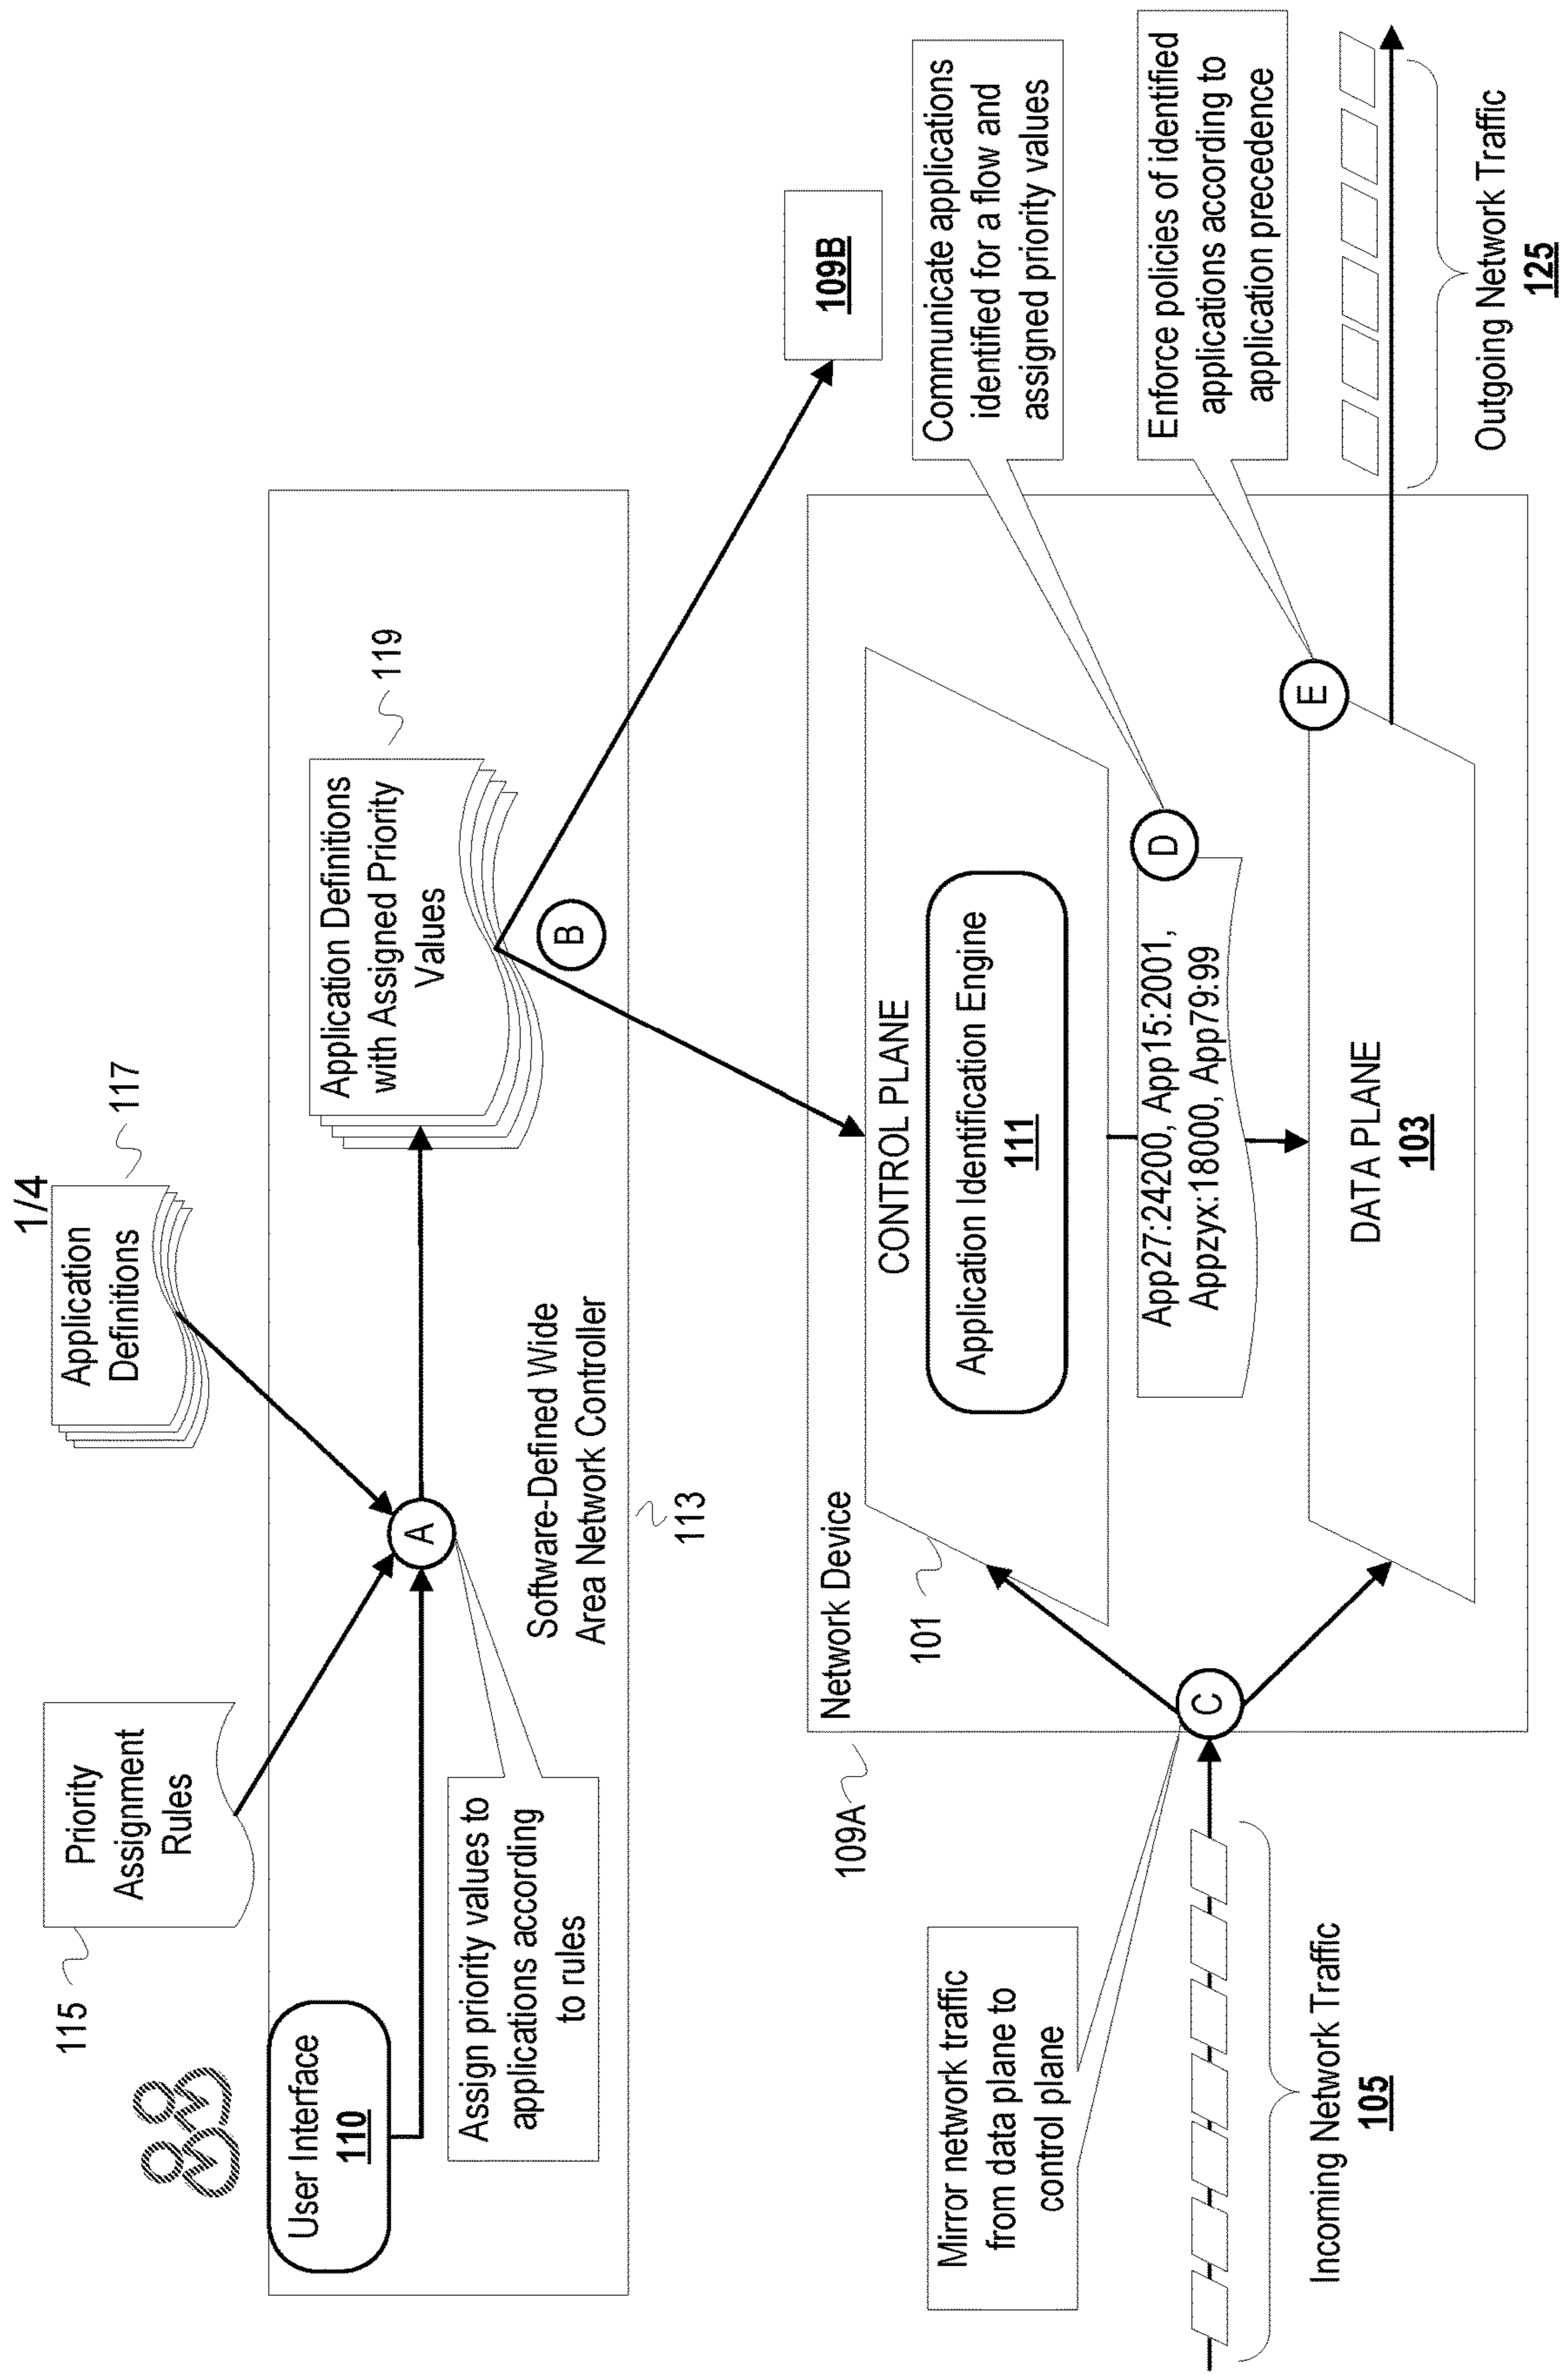 1/4
115
Priority
Assignment
Rules
Application
Definitions
117
User Interface
110
A
Assign priority values to
applications according
to rules
Application Definitions
with Assigned Priority
Values
119
B
Software-Defined Wide
Area Network Controller
113
109B
109A
Network Device
101
CONTROL PLANE
Application Identification Engine
111
D
Communicate applications
identified for a flow and
assigned priority values
App27:24200, App15:2001,
Appzyx:18000, App79:99
Mirror network traffic
from data plane to
control plane
C
DATA PLANE
103
E
Enforce policies of identified
applications according to
application precedence
Incoming Network Traffic
105
Outgoing Network Traffic
125